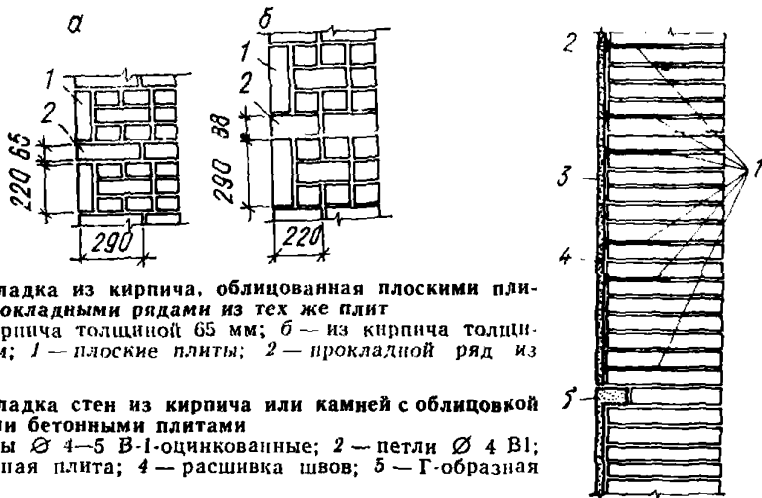 а
б
1
2
65
220
290
1
2
88
290
220
2
3
4
5
1
ладка из кирпича, облицованная плоскими пли-
окладными рядами из тех же плит
ирпича толщиной 65 мм; б — из кирпича толщи-
м; 1 — плоские плиты; 2 — прокладной ряд из
ладка стен из кирпича или камней с облицовкой
ми бетонными плитами
ы Ø 4—5 В-1-оцинкованные; 2 — петли Ø 4 В1;
ная плита; 4 — расшивка швов; 5 — Г-образная